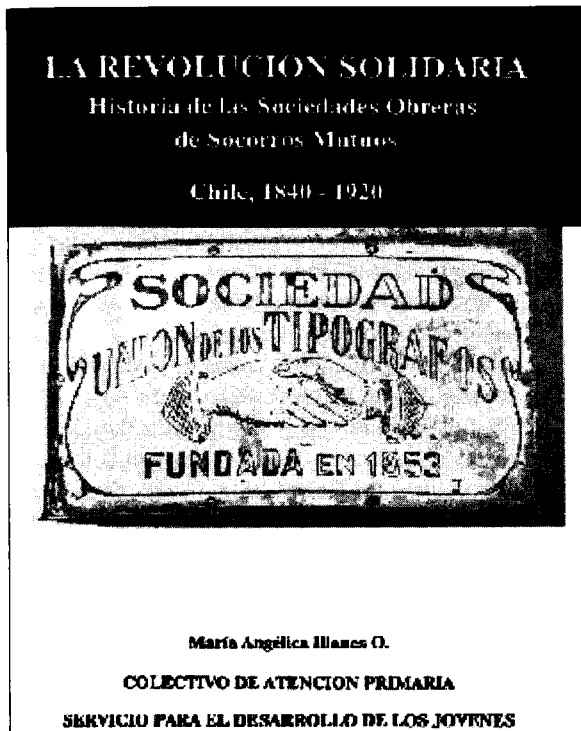 LA REVOLUCION SOLIDARIA
Historia de las Sociedades Obreras
de Socorros Mutuos
Chile, 1840 - 1920
SOCIEDAD
UNION DE LOS TIPOGRAFOS
FUNDADA EN 1853
María Angélica Illanes O.
COLECTIVO DE ATENCION PRIMARIA
SERVICIO PARA EL DESARROLLO DE LOS JOVENES